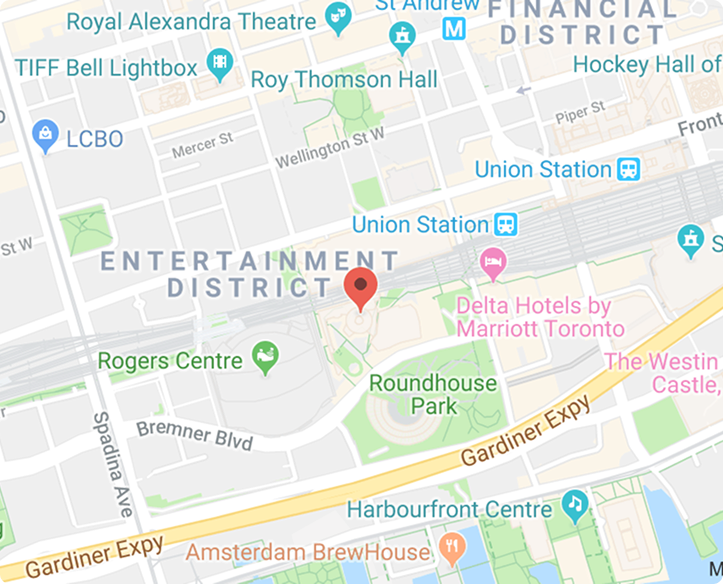 St Andrew
FINANCIAL
DISTRICT
Royal Alexandra Theatre
M
TIFF Bell Lightbox
Roy Thomson Hall
Hockey Hall of
Piper St
Front
LCBO
Mercer St
Wellington St W
Union Station
Union Station
St W
S
ENTERTAINMENT
DISTRICT
Delta Hotels by
Marriott Toronto
Rogers Centre
The Westin
Castle,
Roundhouse
Park
Spadina Ave
Bremner Blvd
Gardiner Expy
Harbourfront Centre
Gardiner Expy
Amsterdam BrewHouse
M